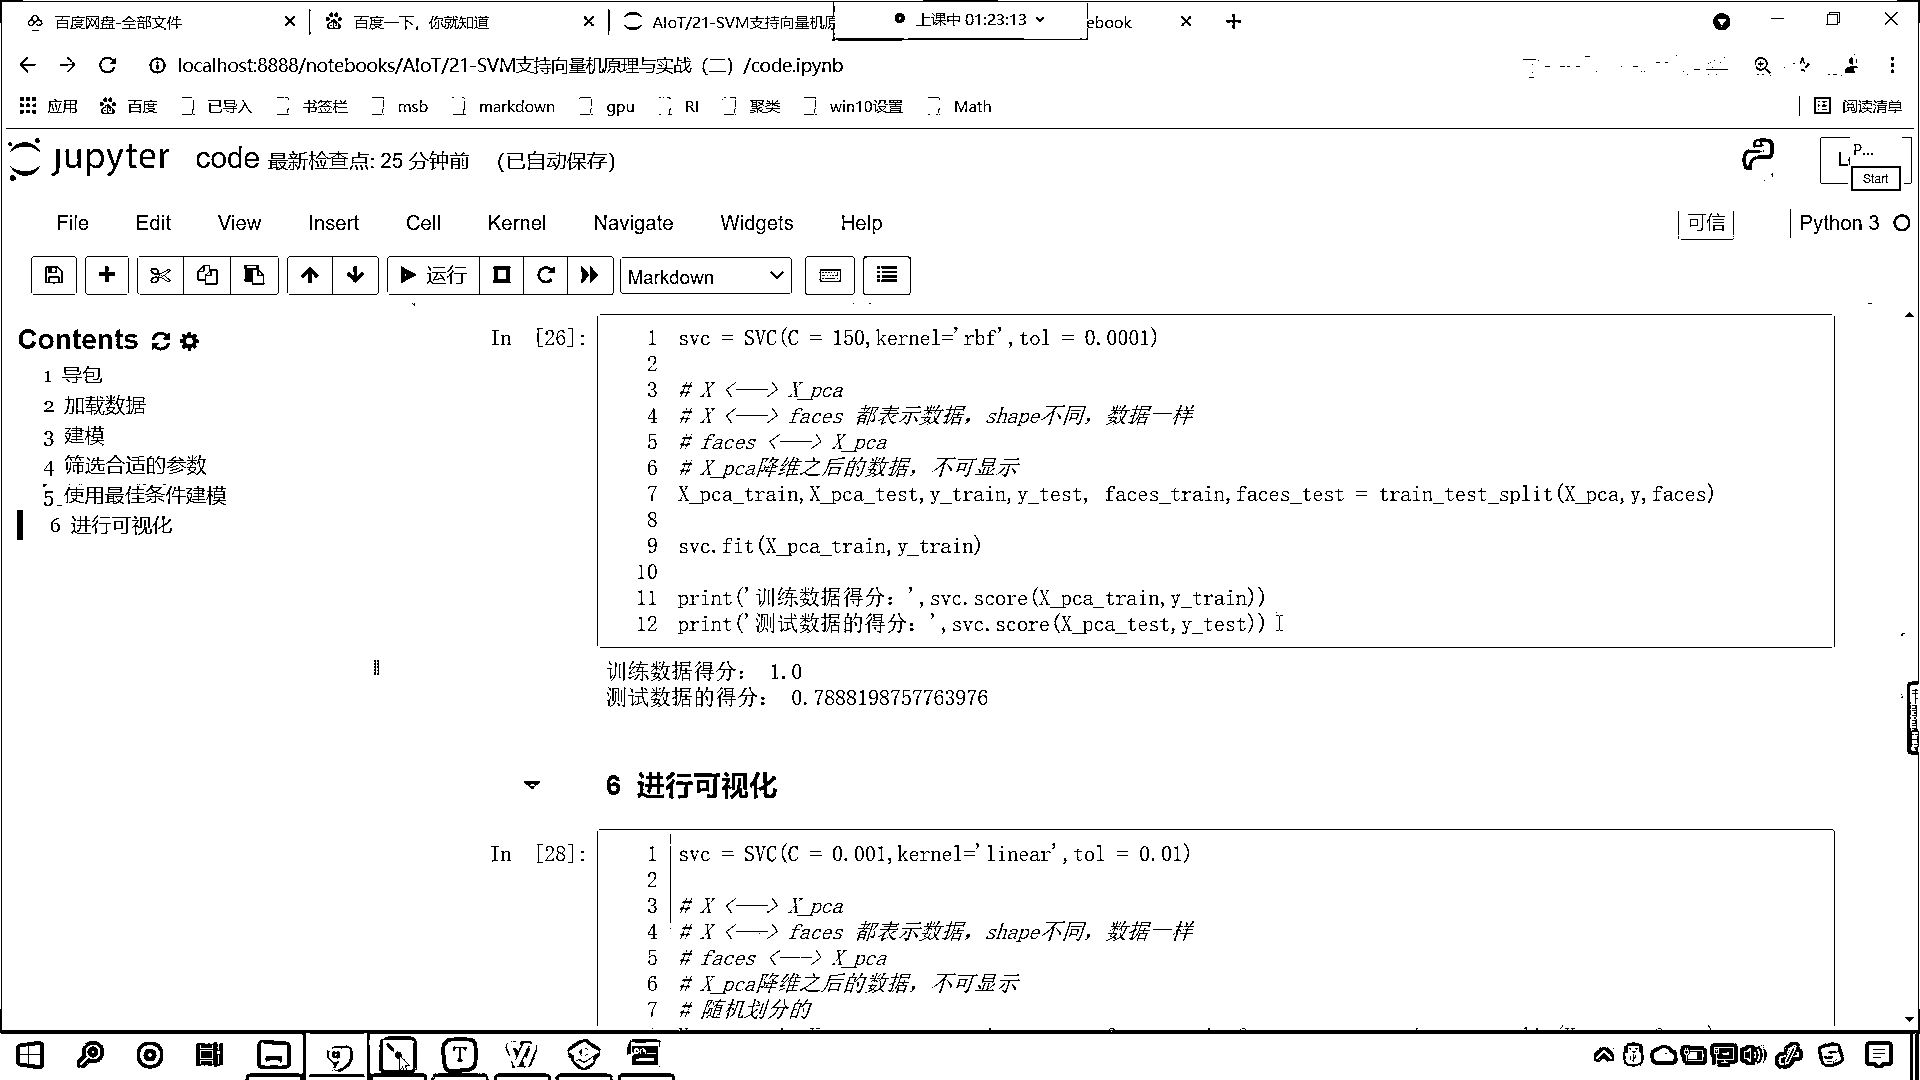 百度网盘-全部文件
百度一下，你就知道
AIoT/21-SVM支持向量机原
上课中 01:23:13
ebook
localhost:8888/notebooks/AIoT/21-SVM支持向量机原理与实战（二）/code.ipynb
应用 百度 已导入 书签栏 msb markdown gpu RI 聚类 win10设置 Math 阅读清单
jupyter code 最新检查点: 25 分钟前 (已自动保存)
P...
Start
File Edit View Insert Cell Kernel Navigate Widgets Help 可信 Python 3
运行 Markdown
Contents
1 导包
2 加载数据
3 建模
4 筛选合适的参数
5 使用最佳条件建模
6 进行可视化
In [26]:
1 svc = SVC(C = 150,kernel='rbf',tol = 0.0001)
2
3 # X <---> X_pca
4 # X <---> faces 都表示数据，shape不同，数据一样
5 # faces <---> X_pca
6 # X_pca降维之后的数据，不可显示
7 X_pca_train,X_pca_test,y_train,y_test, faces_train,faces_test = train_test_split(X_pca,y,faces)
8
9 svc.fit(X_pca_train,y_train)
10
11 print('训练数据得分：',svc.score(X_pca_train,y_train))
12 print('测试数据的得分：',svc.score(X_pca_test,y_test))
训练数据得分： 1.0
测试数据的得分： 0.7888198757763976
6 进行可视化
In [28]:
1 svc = SVC(C = 0.001,kernel='linear',tol = 0.01)
2
3 # X <---> X_pca
4 # X <---> faces 都表示数据，shape不同，数据一样
5 # faces <---> X_pca
6 # X_pca降维之后的数据，不可显示
7 # 随机划分的